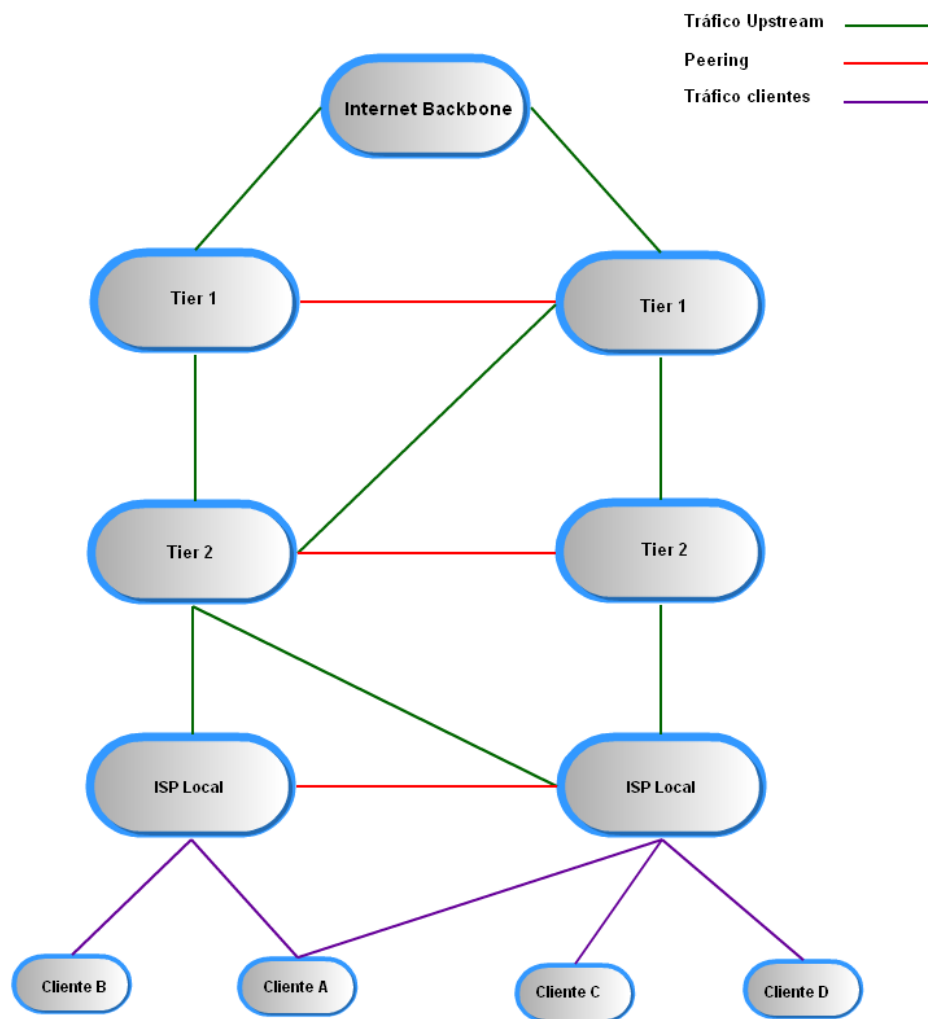 Tráfico Upstream
Peering
Tráfico clientes
Internet Backbone
Tier 1
Tier 1
Tier 2
Tier 2
ISP Local
ISP Local
Cliente B
Cliente A
Cliente C
Cliente D